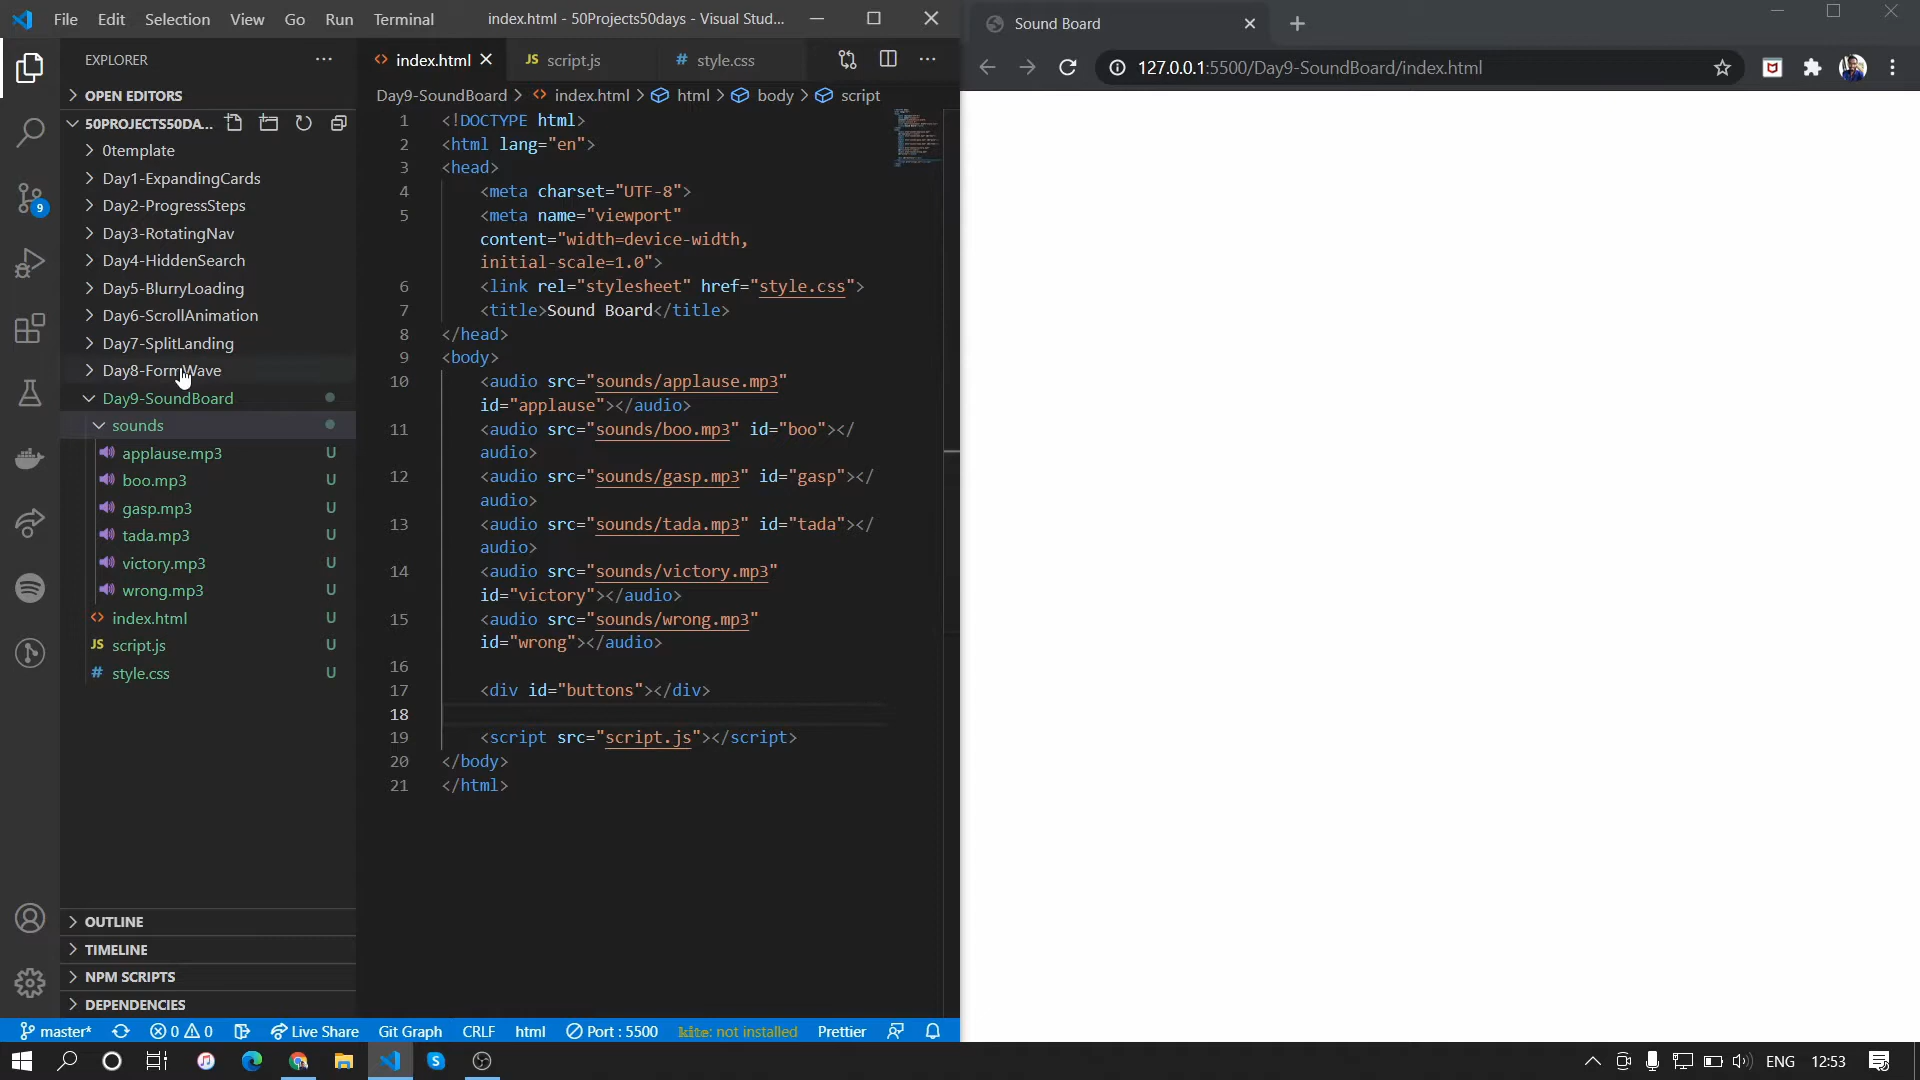 File Edit Selection View Go Run Terminal
index.html - 50Projects50days - Visual Stud...
EXPLORER
OPEN EDITORS
50PROJECTS50DA...
0template
Day1-ExpandingCards
Day2-ProgressSteps
Day3-RotatingNav
Day4-HiddenSearch
Day5-BlurryLoading
Day6-ScrollAnimation
Day7-SplitLanding
Day8-FormWave
Day9-SoundBoard
sounds
applause.mp3 U
boo.mp3 U
gasp.mp3 U
tada.mp3 U
victory.mp3 U
wrong.mp3 U
index.html U
JS script.js U
# style.css U
OUTLINE
TIMELINE
NPM SCRIPTS
DEPENDENCIES
9
index.html JS script.js # style.css
Day9-SoundBoard > index.html > html > body > script
1 <!DOCTYPE html>
2 <html lang="en">
3 <head>
4 <meta charset="UTF-8">
5 <meta name="viewport"
content="width=device-width,
initial-scale=1.0">
6 <link rel="stylesheet" href="style.css">
7 <title>Sound Board</title>
8 </head>
9 <body>
10 <audio src="sounds/applause.mp3"
id="applause"></audio>
11 <audio src="sounds/boo.mp3" id="boo"></
audio>
12 <audio src="sounds/gasp.mp3" id="gasp"></
audio>
13 <audio src="sounds/tada.mp3" id="tada"></
audio>
14 <audio src="sounds/victory.mp3"
id="victory"></audio>
15 <audio src="sounds/wrong.mp3"
id="wrong"></audio>
16
17 <div id="buttons"></div>
18
19 <script src="script.js"></script>
20 </body>
21 </html>
master* 0 0 Live Share Git Graph CRLF html Port : 5500 kite: not installed Prettier
Sound Board
127.0.0.1:5500/Day9-SoundBoard/index.html
ENG 12:53